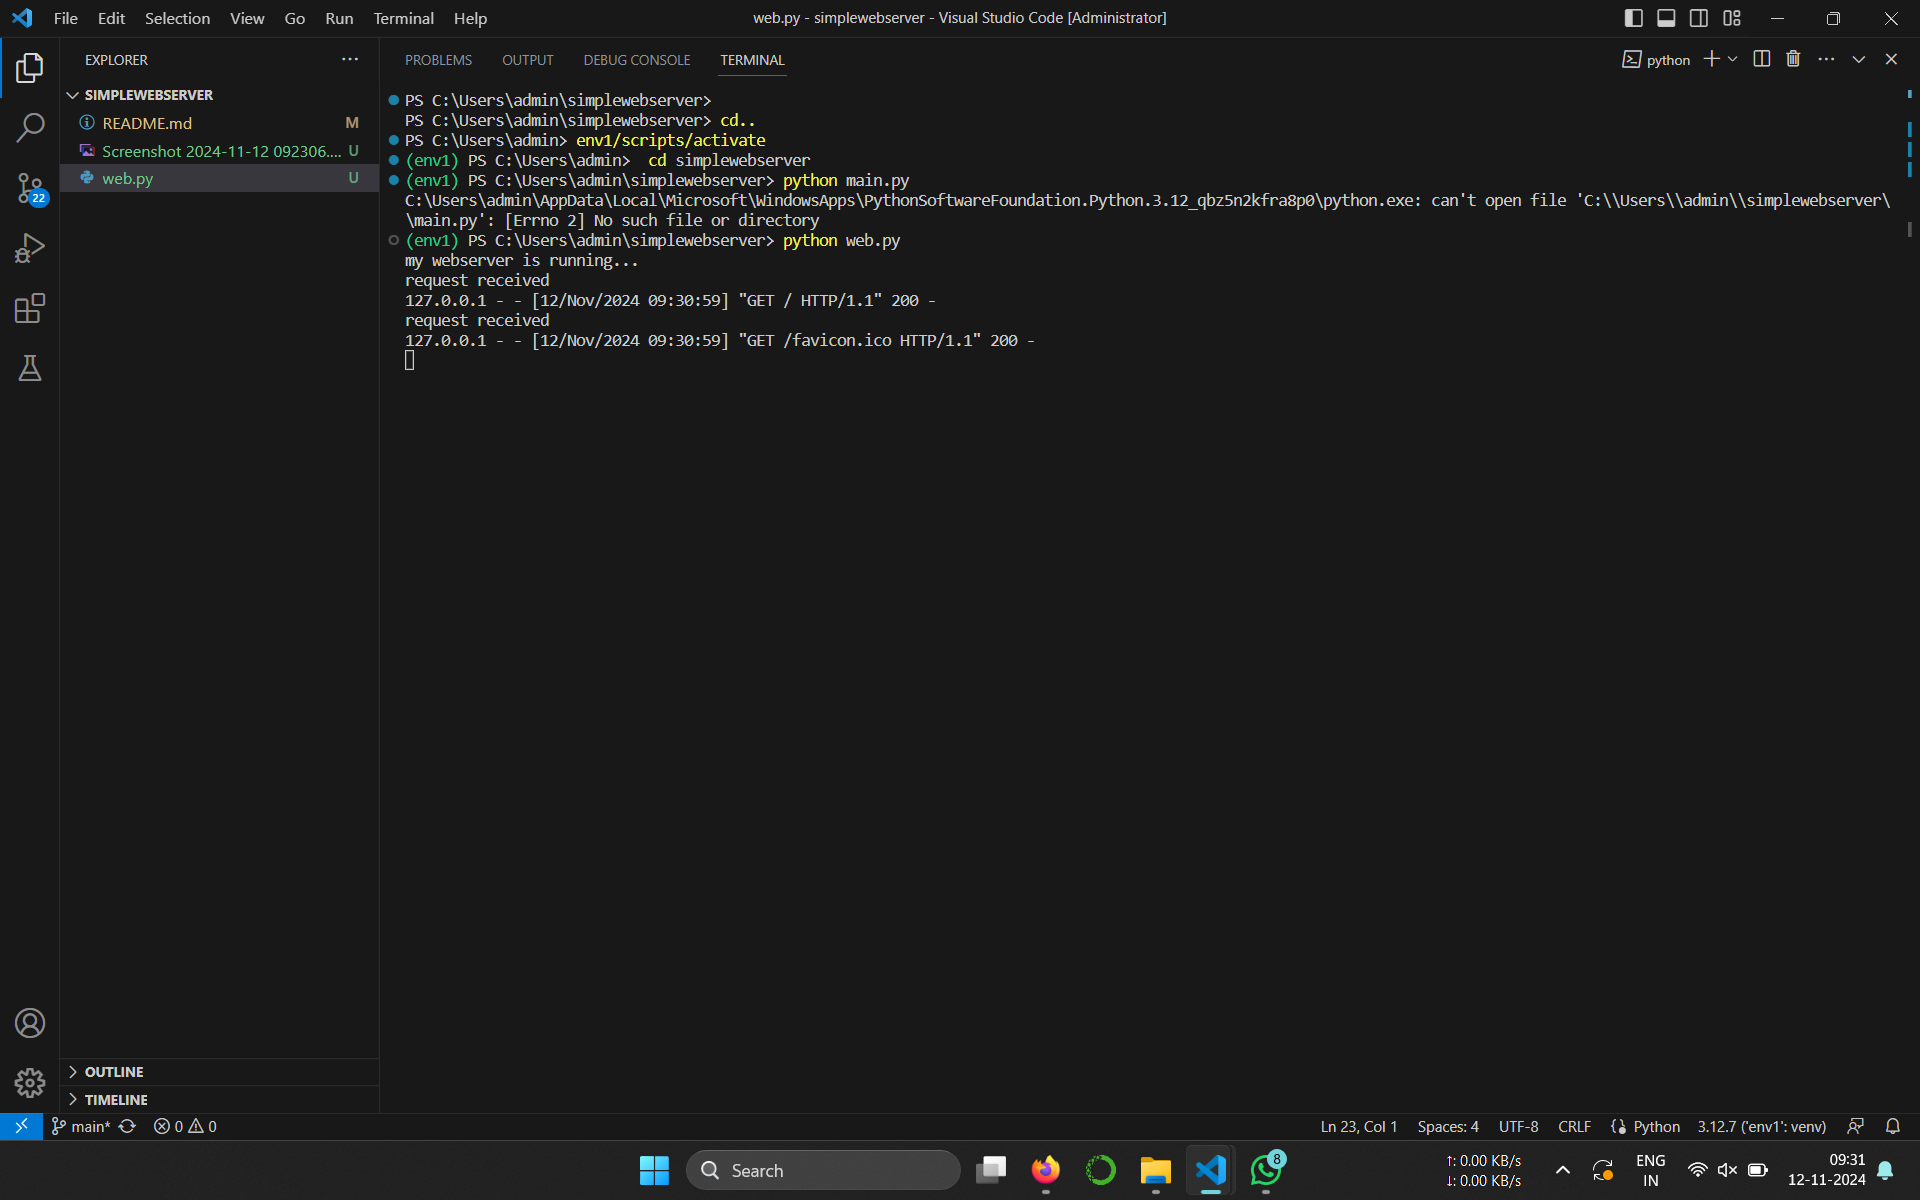 File Edit Selection View Go Run Terminal Help
web.py - simplewebserver - Visual Studio Code [Administrator]
EXPLORER
SIMPLEWEBSERVER
README.md M
Screenshot 2024-11-12 092306.... U
web.py U
22
OUTLINE
TIMELINE
PROBLEMS OUTPUT DEBUG CONSOLE TERMINAL
python
PS C:\Users\admin\simplewebserver>
PS C:\Users\admin\simplewebserver> cd..
PS C:\Users\admin> env1/scripts/activate
(env1) PS C:\Users\admin>  cd simplewebserver
(env1) PS C:\Users\admin\simplewebserver> python main.py
C:\Users\admin\AppData\Local\Microsoft\WindowsApps\PythonSoftwareFoundation.Python.3.12_qbz5n2kfra8p0\python.exe: can't open file 'C:\\Users\\admin\\simplewebserver\
\main.py': [Errno 2] No such file or directory
(env1) PS C:\Users\admin\simplewebserver> python web.py
my webserver is running...
request received
127.0.0.1 - - [12/Nov/2024 09:30:59] "GET / HTTP/1.1" 200 -
request received
127.0.0.1 - - [12/Nov/2024 09:30:59] "GET /favicon.ico HTTP/1.1" 200 -
main* 0 0
Ln 23, Col 1 Spaces: 4 UTF-8 CRLF Python 3.12.7 ('env1': venv)
Search
8
↑: 0.00 KB/s
↓: 0.00 KB/s
ENG
IN
09:31
12-11-2024